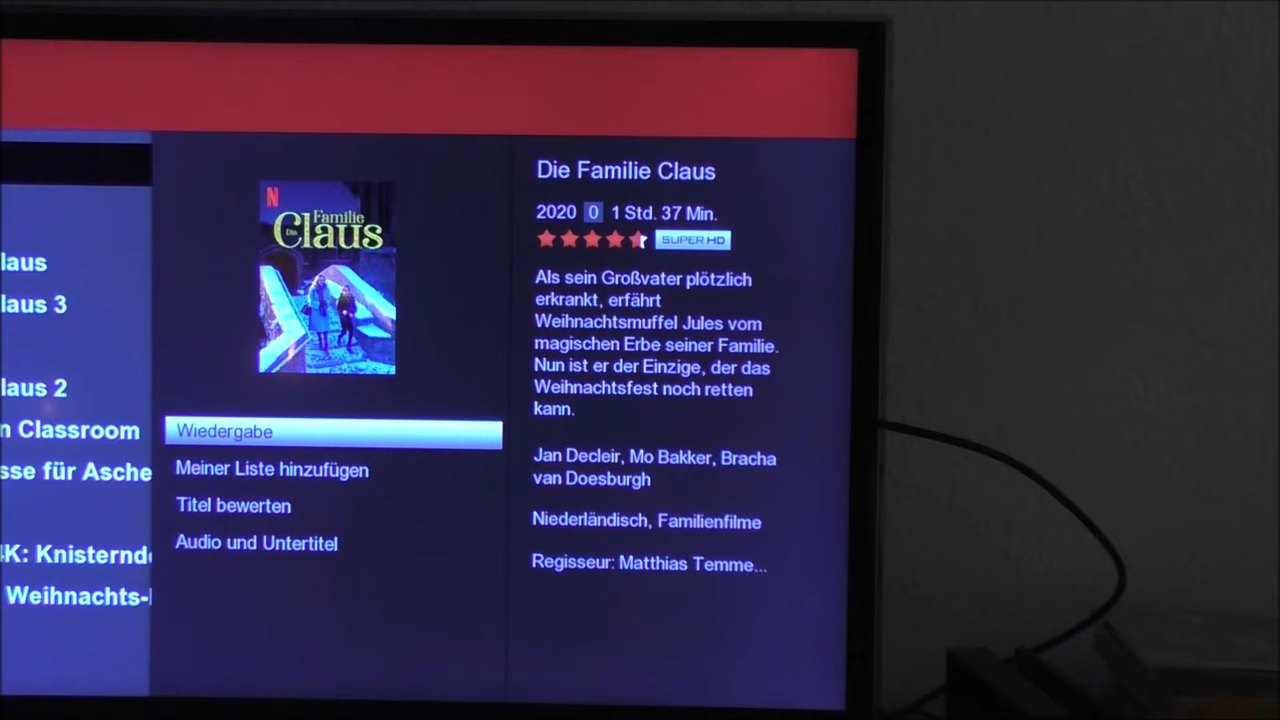 laus
laus 3
laus 2
n Classroom
sse für Asche
4K: Knisternd
Weihnachts-
N
Die Familie
Claus
Wiedergabe
Meiner Liste hinzufügen
Titel bewerten
Audio und Untertitel
Die Familie Claus
2020 0 1 Std. 37 Min.
SUPER HD
Als sein Großvater plötzlich
erkrankt, erfährt
Weihnachtsmuffel Jules vom
magischen Erbe seiner Familie.
Nun ist er der Einzige, der das
Weihnachtsfest noch retten
kann.
Jan Decleir, Mo Bakker, Bracha
van Doesburgh
Niederländisch, Familienfilme
Regisseur: Matthias Temme...